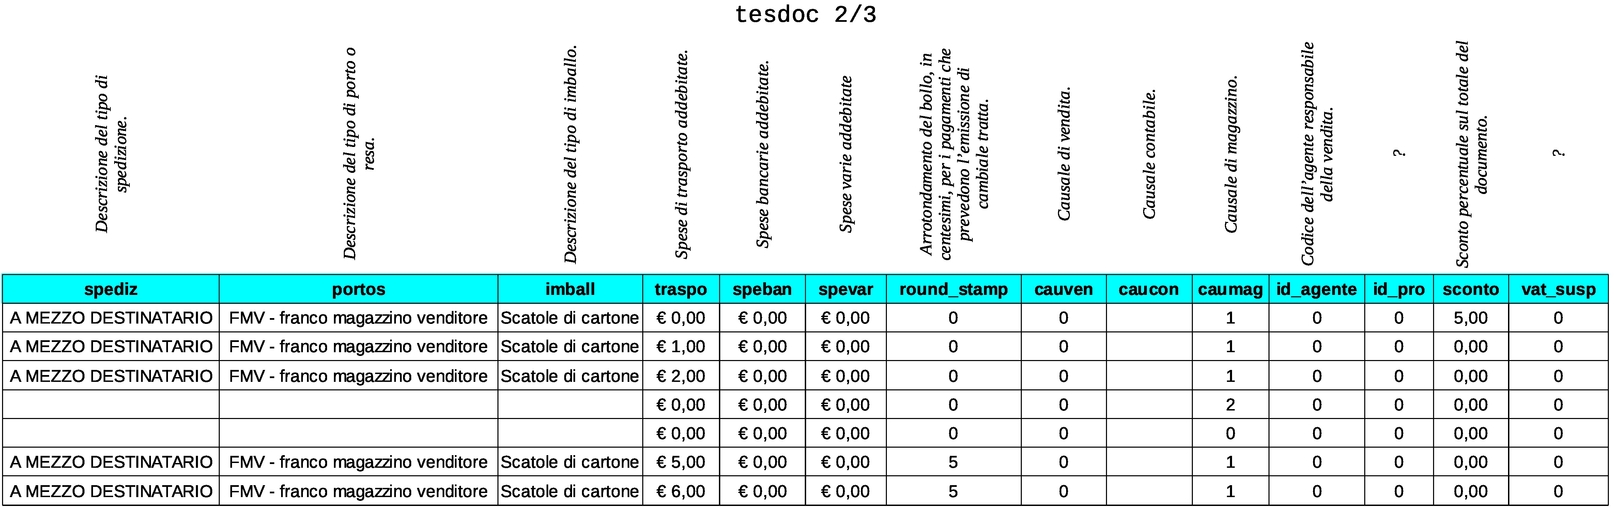 tesdoc 2/3
Descrizione del tipo di
spedizione.
Descrizione del tipo di porto o
resa.
Descrizione del tipo di imballo.
Spese di trasporto addebitate.
Spese bancarie addebitate.
Spese varie addebitate
Arrotondamento del bollo, in
centesimi, per i pagamenti che
prevedono l'emissione di
cambiale tratta.
Causale di vendita.
Causale contabile.
Causale di magazzino.
Codice dell'agente responsabile
della vendita.
?
Sconto percentuale sul totale del
documento.
?
spediz portos imball traspo speban spevar round_stamp cauven caucon caumag id_agente id_pro sconto vat_susp
A MEZZO DESTINATARIO FMV - franco magazzino venditore Scatole di cartone € 0,00 € 0,00 € 0,00 0 0 1 0 0 5,00 0
A MEZZO DESTINATARIO FMV - franco magazzino venditore Scatole di cartone € 1,00 € 0,00 € 0,00 0 0 1 0 0 0,00 0
A MEZZO DESTINATARIO FMV - franco magazzino venditore Scatole di cartone € 2,00 € 0,00 € 0,00 0 0 1 0 0 0,00 0
€ 0,00 € 0,00 € 0,00 0 0 2 0 0 0,00 0
€ 0,00 € 0,00 € 0,00 0 0 0 0 0 0,00 0
A MEZZO DESTINATARIO FMV - franco magazzino venditore Scatole di cartone € 5,00 € 0,00 € 0,00 5 0 1 0 0 0,00 0
A MEZZO DESTINATARIO FMV - franco magazzino venditore Scatole di cartone € 6,00 € 0,00 € 0,00 5 0 1 0 0 0,00 0